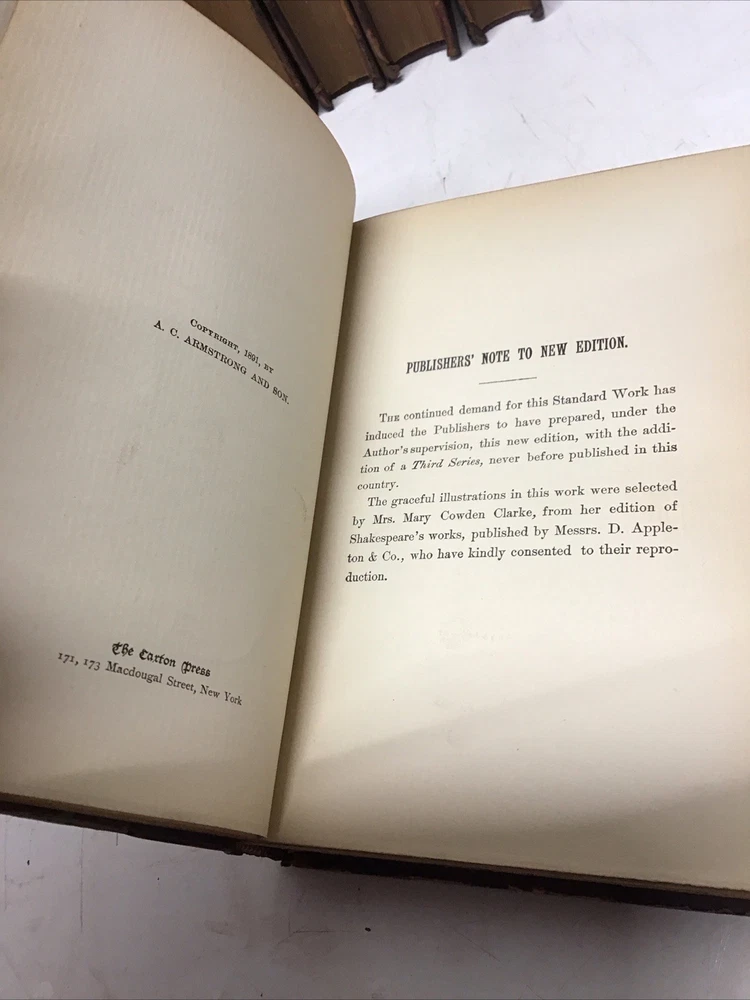 Copyright, 1891, by
A. C. ARMSTRONG AND SON.
The Caxton Press
171, 173 Macdougal Street, New York
PUBLISHERS' NOTE TO NEW EDITION.
The continued demand for this Standard Work has
induced the Publishers to have prepared, under the
Author's supervision, this new edition, with the addi-
tion of a Third Series, never before published in this
country.
The graceful illustrations in this work were selected
by Mrs. Mary Cowden Clarke, from her edition of
Shakespeare's works, published by Messrs. D. Apple-
ton & Co., who have kindly consented to their repro-
duction.